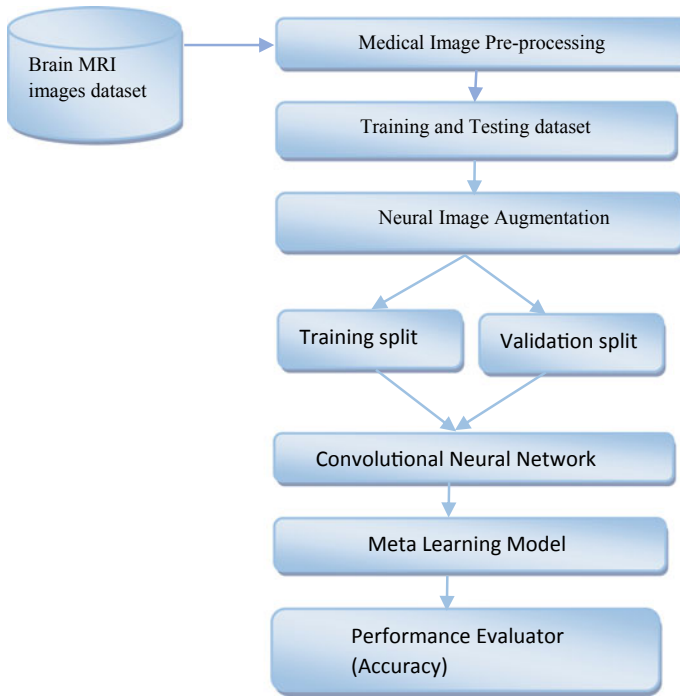 Brain MRI
images dataset
Medical Image Pre-processing
Training and Testing dataset
Neural Image Augmentation
Training split
Validation split
Convolutional Neural Network
Meta Learning Model
Performance Evaluator
(Accuracy)